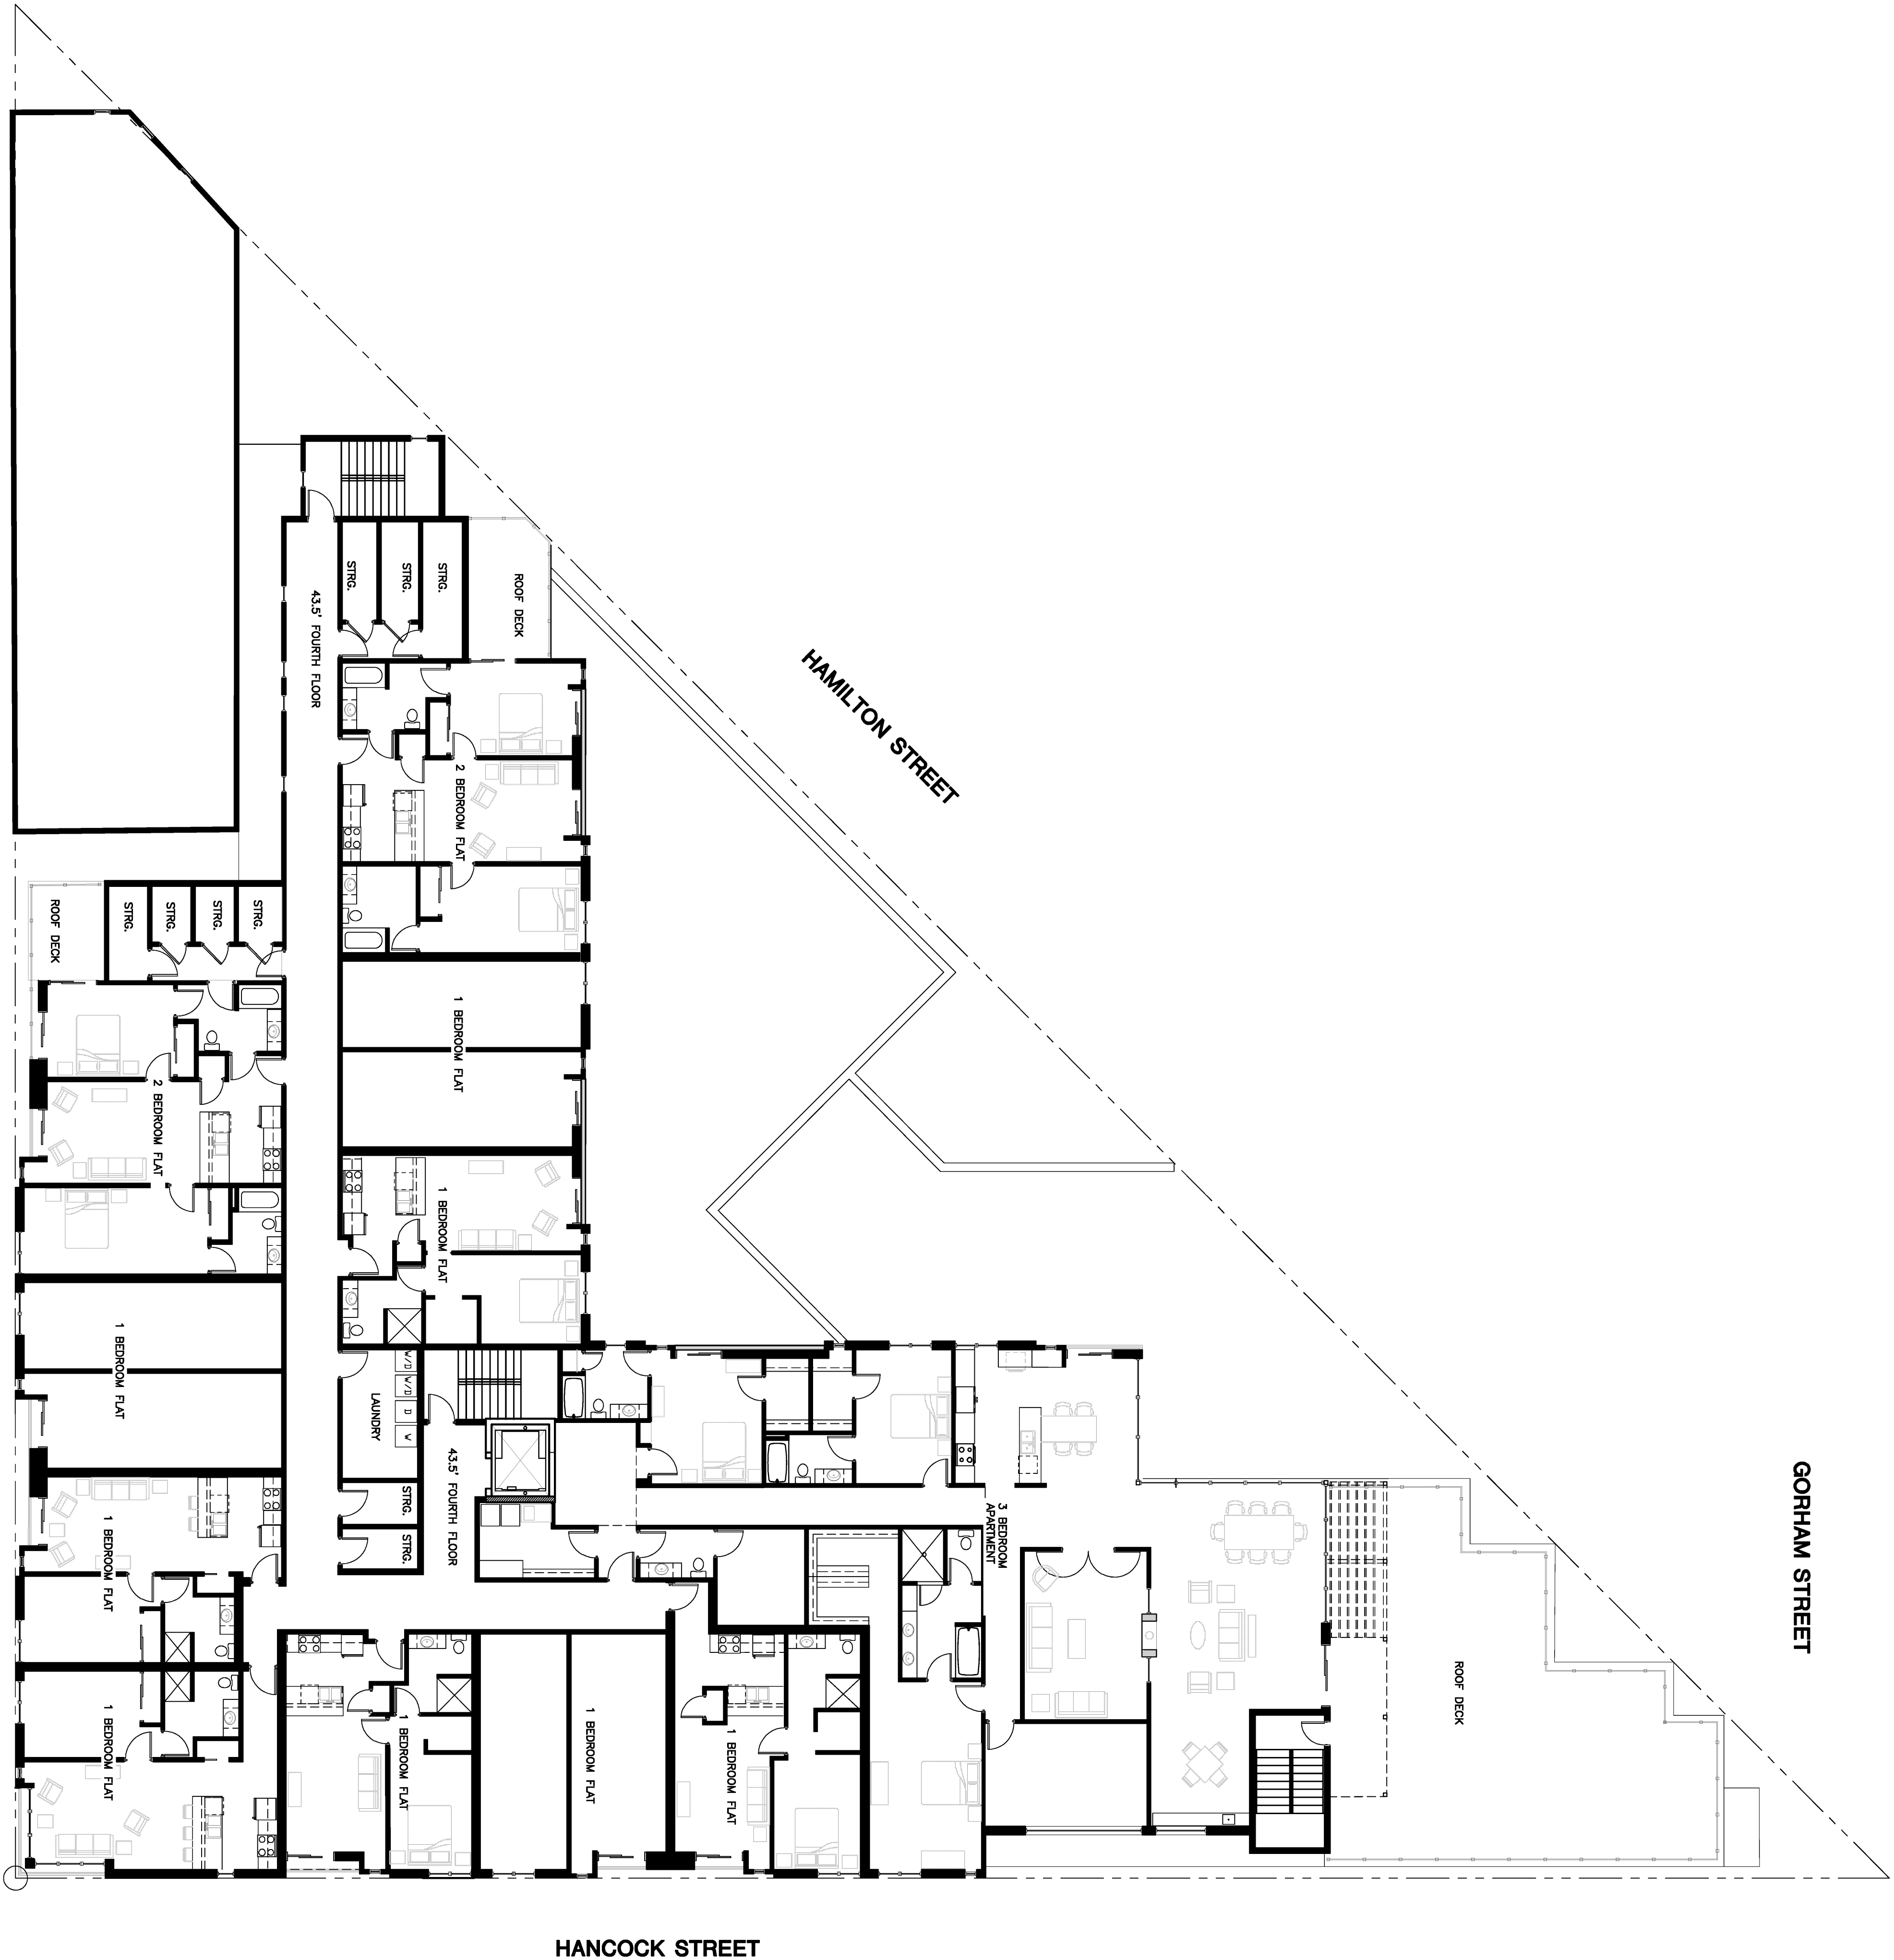 HAMILTON STREET
GORHAM STREET
HANCOCK STREET
STRG.
STRG.
STRG.
ROOF DECK
43.5' FOURTH FLOOR
2 BEDROOM FLAT
ROOF DECK
STRG.
STRG.
STRG.
STRG.
1 BEDROOM FLAT
2 BEDROOM FLAT
1 BEDROOM FLAT
1 BEDROOM FLAT
W/D
W/D
D
W
LAUNDRY
43.5' FOURTH FLOOR
STRG.
STRG.
3 BEDROOM
APARTMENT
1 BEDROOM FLAT
1 BEDROOM FLAT
1 BEDROOM FLAT
1 BEDROOM FLAT
1 BEDROOM FLAT
ROOF DECK